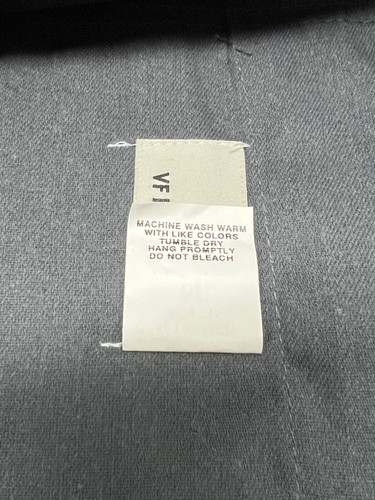 VF
MACHINE WASH WARM
WITH LIKE COLORS
TUMBLE DRY
HANG PROMPTLY
DO NOT BLEACH